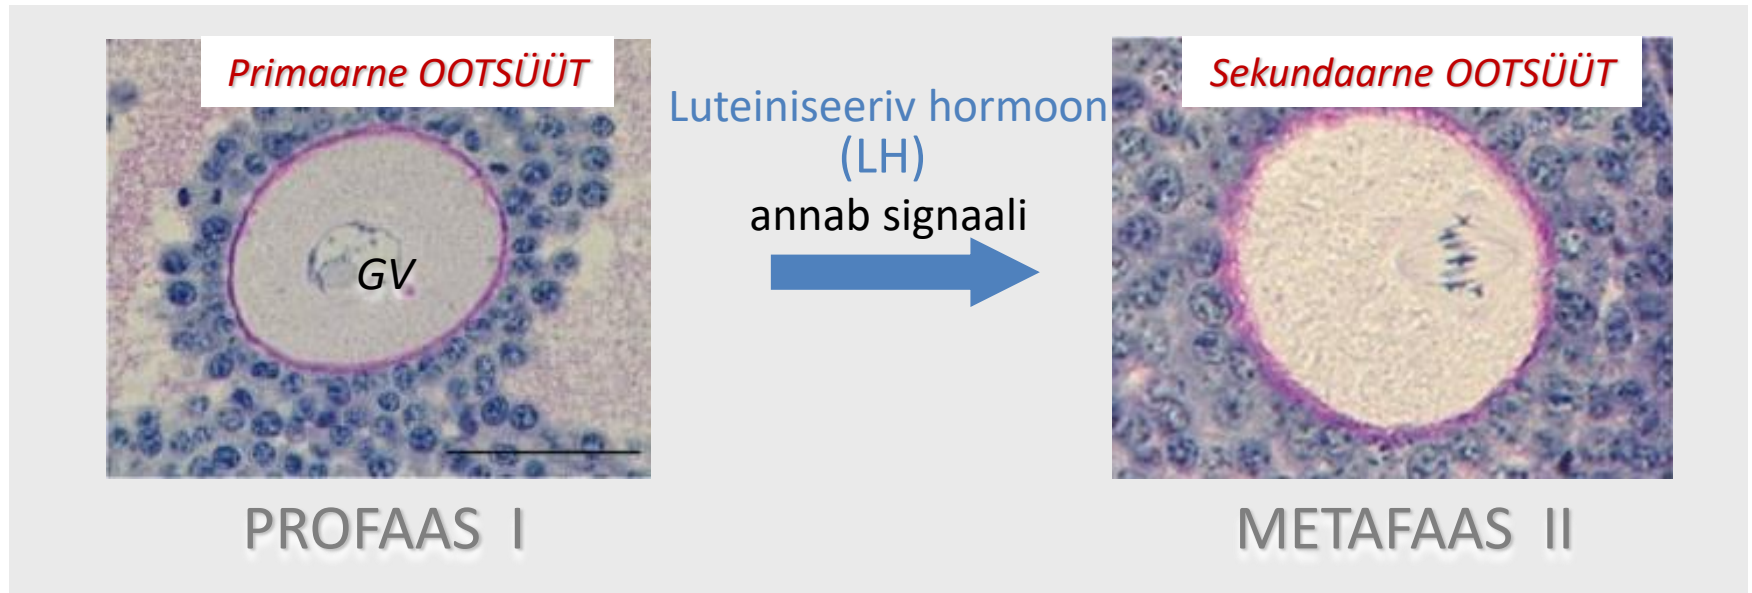 Primaarne OOTSÜÜT
GV
PROFAAS I
Luteiniseeriv hormoon
(LH)
annab signaali
Sekundaarne OOTSÜÜT
METAFAAS II